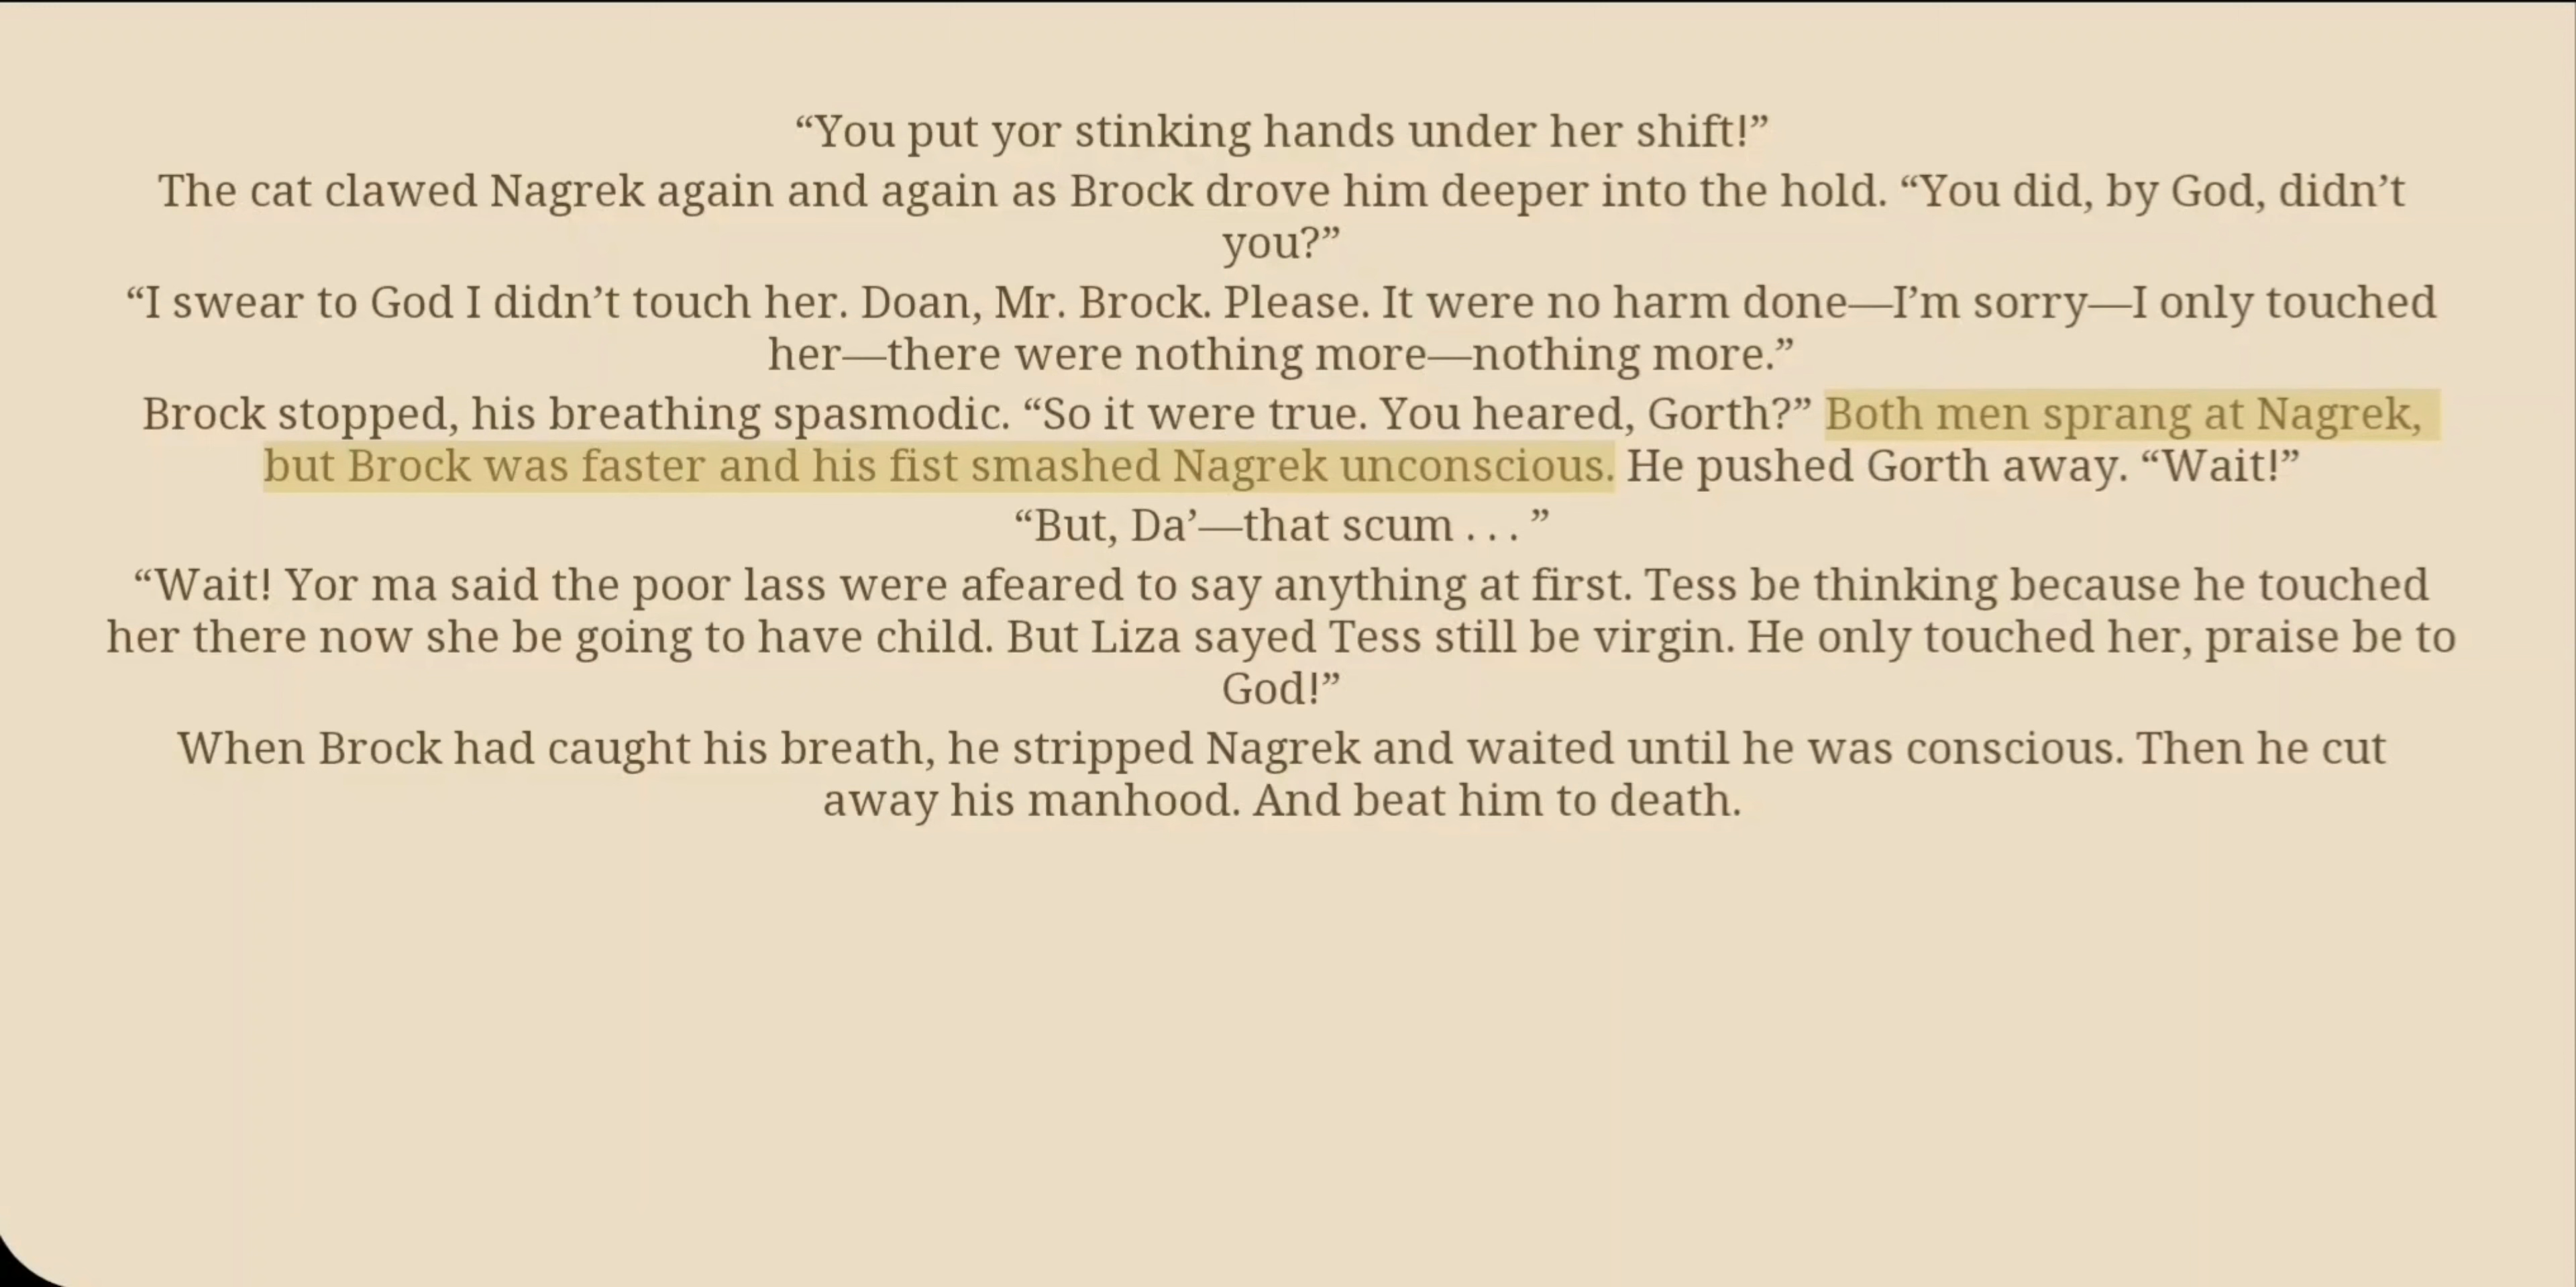 “You put yor stinking hands under her shift!”
The cat clawed Nagrek again and again as Brock drove him deeper into the hold. “You did, by God, didn’t
you?”
“I swear to God I didn’t touch her. Doan, Mr. Brock. Please. It were no harm done—I’m sorry—I only touched
her—there were nothing more—nothing more.”
Brock stopped, his breathing spasmodic. “So it were true. You heared, Gorth?” Both men sprang at Nagrek,
but Brock was faster and his fist smashed Nagrek unconscious. He pushed Gorth away. “Wait!”
“But, Da’—that scum . . . ”
“Wait! Yor ma said the poor lass were afeared to say anything at first. Tess be thinking because he touched
her there now she be going to have child. But Liza sayed Tess still be virgin. He only touched her, praise be to
God!”
When Brock had caught his breath, he stripped Nagrek and waited until he was conscious. Then he cut
away his manhood. And beat him to death.